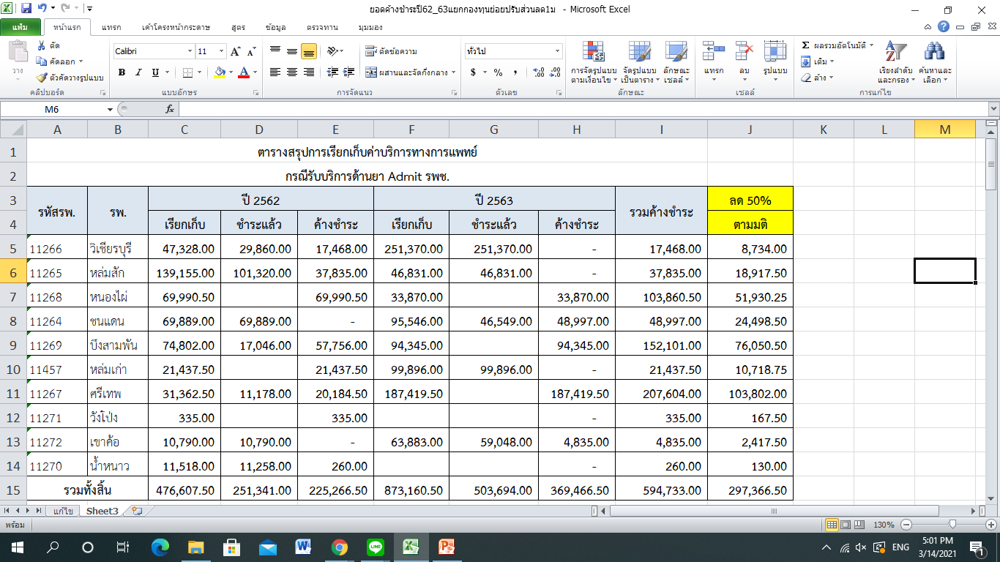 ยอดค้างชำระปี62_63แยกกองทุนย่อยปรับส่วนลด1ม - Microsoft Excel
แฟ้ม หน้าแรก แทรก เค้าโครงหน้ากระดาษ สูตร ข้อมูล ตรวจทาน มุมมอง
วาง ตัด คัดลอก ตัวคัดวางรูปแบบ คลิปบอร์ด
Calibri 11 แบบอักษร
ตัดข้อความ ผสานและจัดกึ่งกลาง การจัดแนว
ทั่วไป ตัวเลข
การจัดรูปแบบตามเงื่อนไข จัดรูปแบบเป็นตาราง ลักษณะเซลล์ ลักษณะ
แทรก ลบ รูปแบบ เซลล์
ผลรวมอัตโนมัติ เติม ล้าง เรียงลำดับและกรอง ค้นหาและเลือก การแก้ไข
M6 fx
A B C D E F G H I J K L M
1 ตารางสรุปการเรียกเก็บค่าบริการทางการแพทย์
2 กรณีรับบริการด้านยา Admit รพช.
3 รหัสรพ. รพ. ปี 2562 ปี 2563 รวมค้างชำระ ลด 50%
4 เรียกเก็บ ชำระแล้ว ค้างชำระ เรียกเก็บ ชำระแล้ว ค้างชำระ ตามมติ
5 11266 วิเชียรบุรี 47,328.00 29,860.00 17,468.00 251,370.00 251,370.00 - 17,468.00 8,734.00
6 11265 หล่มสัก 139,155.00 101,320.00 37,835.00 46,831.00 46,831.00 - 37,835.00 18,917.50
7 11268 หนองไผ่ 69,990.50 69,990.50 33,870.00 33,870.00 103,860.50 51,930.25
8 11264 ชนแดน 69,889.00 69,889.00 - 95,546.00 46,549.00 48,997.00 48,997.00 24,498.50
9 11269 บึงสามพัน 74,802.00 17,046.00 57,756.00 94,345.00 94,345.00 152,101.00 76,050.50
10 11457 หล่มเก่า 21,437.50 21,437.50 99,896.00 99,896.00 - 21,437.50 10,718.75
11 11267 ศรีเทพ 31,362.50 11,178.00 20,184.50 187,419.50 187,419.50 207,604.00 103,802.00
12 11271 วังโป่ง 335.00 335.00 - 335.00 167.50
13 11272 เขาค้อ 10,790.00 10,790.00 - 63,883.00 59,048.00 4,835.00 4,835.00 2,417.50
14 11270 น้ำหนาว 11,518.00 11,258.00 260.00 - 260.00 130.00
15 รวมทั้งสิ้น 476,607.50 251,341.00 225,266.50 873,160.50 503,694.00 369,466.50 594,733.00 297,366.50
แก้ไข Sheet3
พร้อม 130%
ENG 5:01 PM
3/14/2021 1